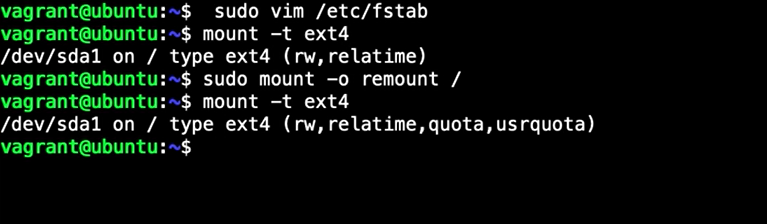 vagrant@ubuntu:~$  sudo vim /etc/fstab
vagrant@ubuntu:~$ mount -t ext4
/dev/sda1 on / type ext4 (rw,relatime)
vagrant@ubuntu:~$ sudo mount -o remount /
vagrant@ubuntu:~$ mount -t ext4
/dev/sda1 on / type ext4 (rw,relatime,quota,usrquota)
vagrant@ubuntu:~$